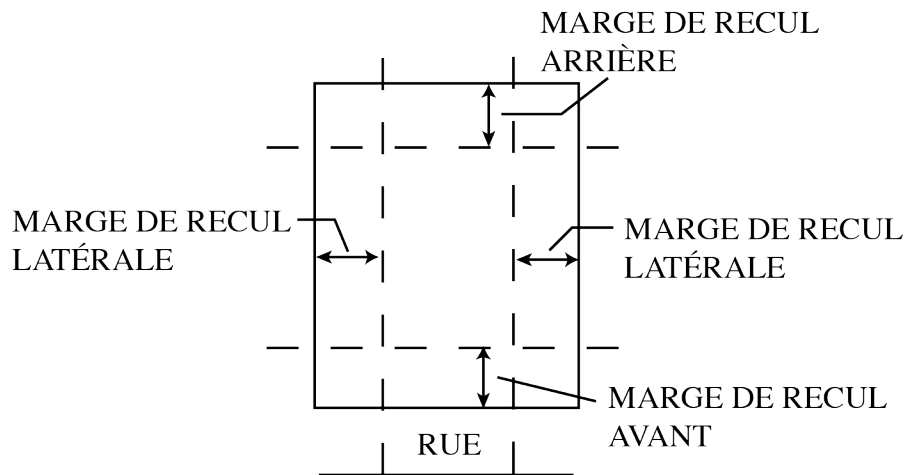 MARGE DE RECUL
ARRIÈRE
MARGE DE RECUL
LATÉRALE
MARGE DE RECUL
LATÉRALE
MARGE DE RECUL
AVANT
RUE